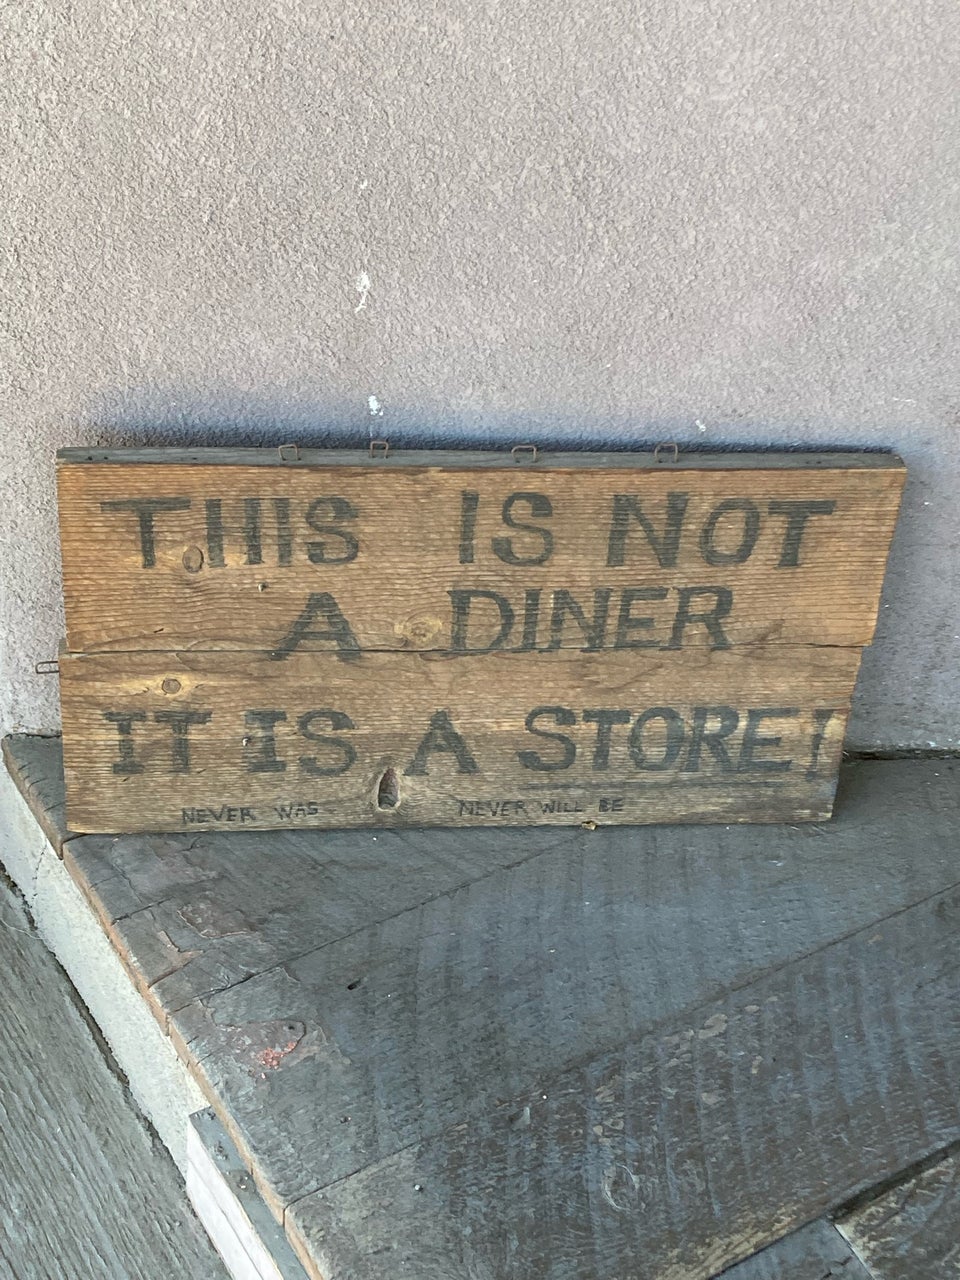 THIS IS NOT
A DINER
IT IS A STORE!
NEVER WAS NEVER WILL BE